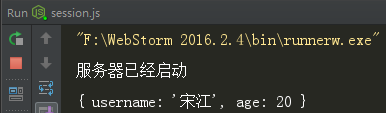 Run session.js
"F:\WebStorm 2016.2.4\bin\runnerw.exe"
服务器已经启动
{ username: '宋江', age: 20 }